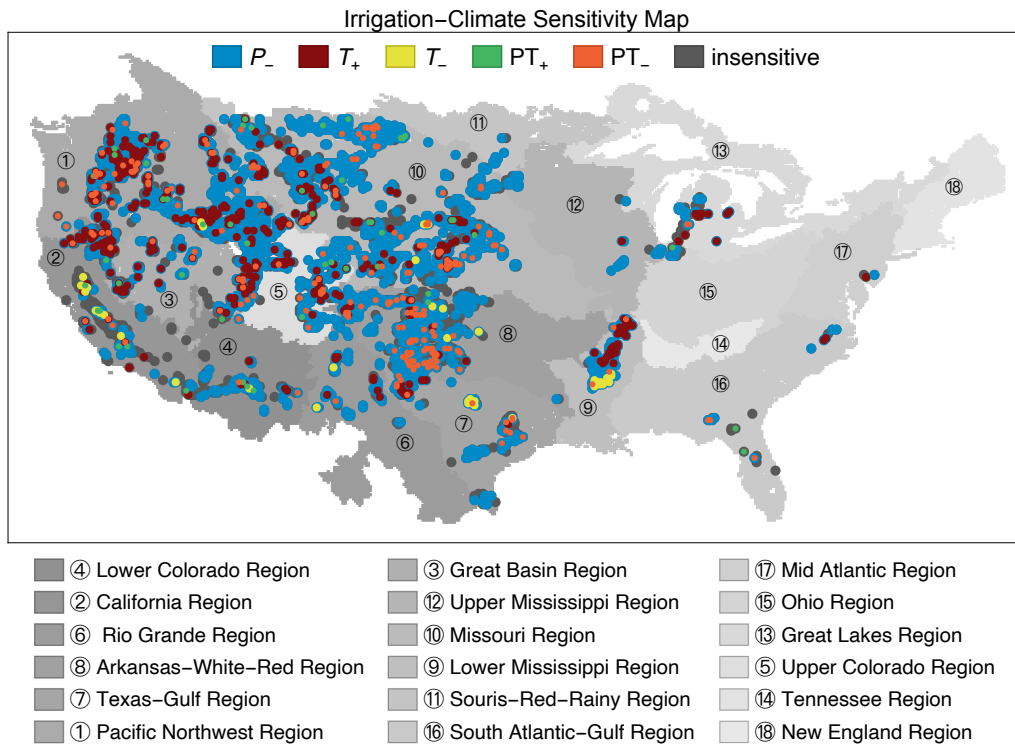 Irrigation−Climate Sensitivity Map
P− T+ T− PT+ PT− insensitive
⑪
⑬
①
⑩
⑱
⑫
⑰
②
⑤
⑮
③
⑧
④
⑭
⑯
⑨
⑦
⑥
④ Lower Colorado Region
② California Region
⑥ Rio Grande Region
⑧ Arkansas−White−Red Region
⑦ Texas−Gulf Region
① Pacific Northwest Region
③ Great Basin Region
⑫ Upper Mississippi Region
⑩ Missouri Region
⑨ Lower Mississippi Region
⑪ Souris−Red−Rainy Region
⑯ South Atlantic−Gulf Region
⑰ Mid Atlantic Region
⑮ Ohio Region
⑬ Great Lakes Region
⑤ Upper Colorado Region
⑭ Tennessee Region
⑱ New England Region